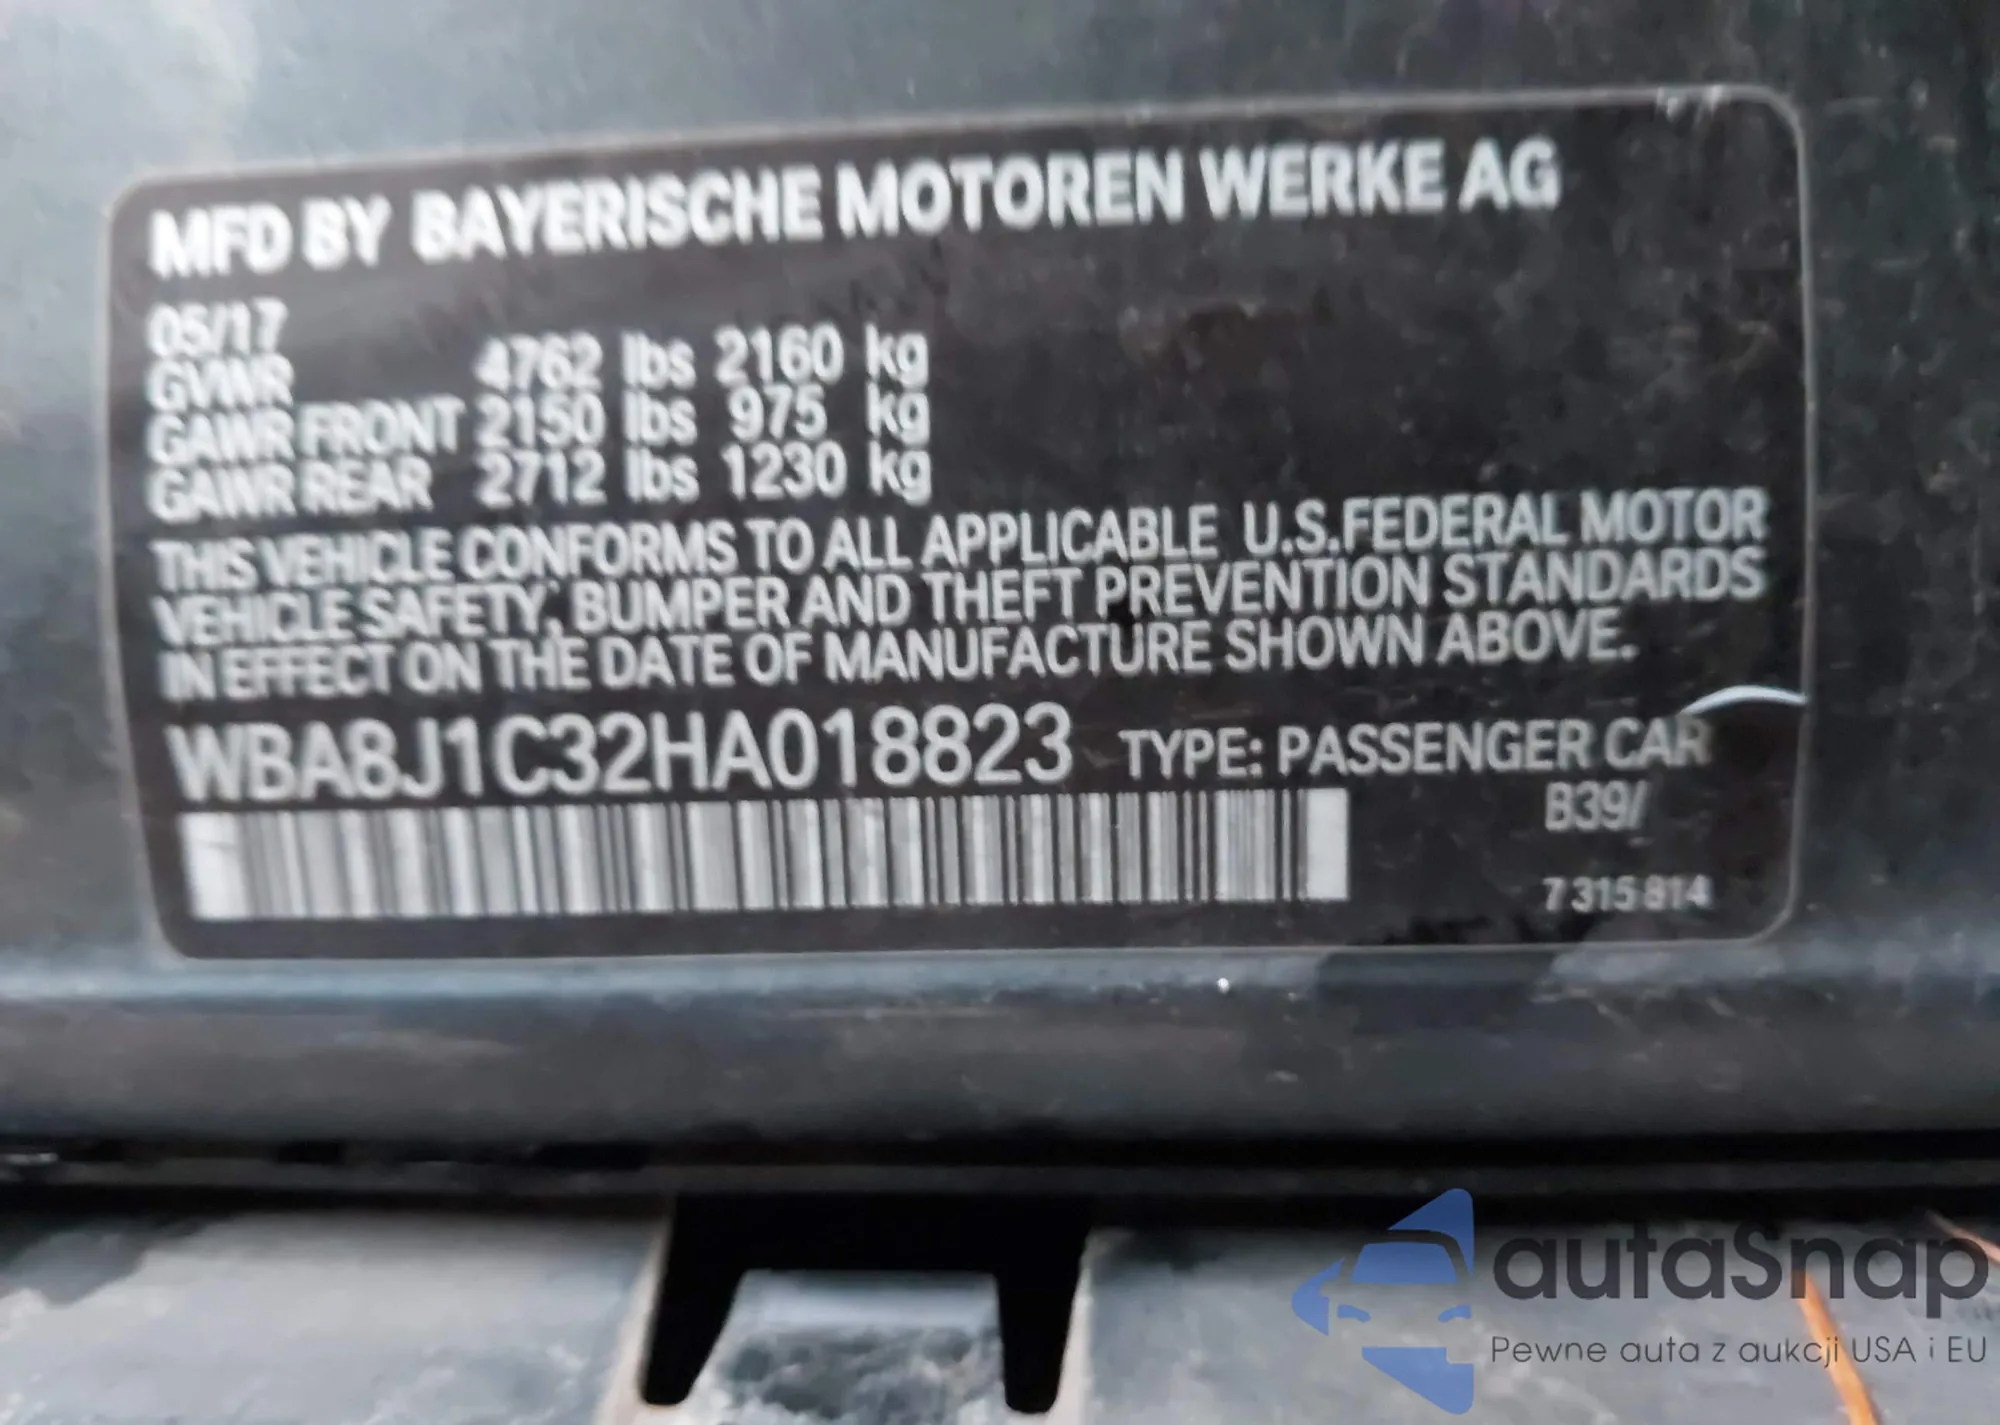 MFD BY BAYERISCHE MOTOREN WERKE AG
05/17
GVWR 4762 lbs 2160 kg
GAWR FRONT 2150 lbs 975 kg
GAWR REAR 2712 lbs 1230 kg
THIS VEHICLE CONFORMS TO ALL APPLICABLE U.S.FEDERAL MOTOR
VEHICLE SAFETY, BUMPER AND THEFT PREVENTION STANDARDS
IN EFFECT ON THE DATE OF MANUFACTURE SHOWN ABOVE.
WBA8J1C32HA018823 TYPE: PASSENGER CAR
B39/
7 315 814
autaSnap
Pewne auta z aukcji USA i EU